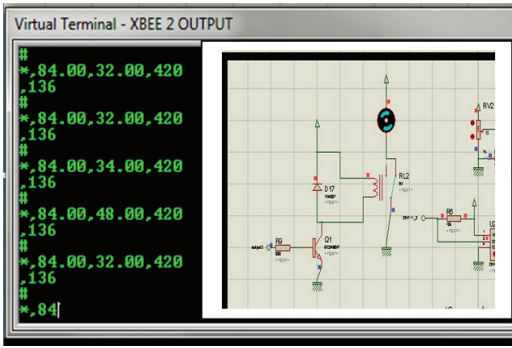 Virtual Terminal - XBEE 2 OUTPUT
#
*,84.00,32.00,420
,136
#
*,84.00,32.00,420
,136
#
*,84.00,34.00,420
,136
*,84.00,48.00,420
,136
#
*,84.00,32.00,420
,136
#
*,84
RV2
D17
RL2
R8
R9
Q1